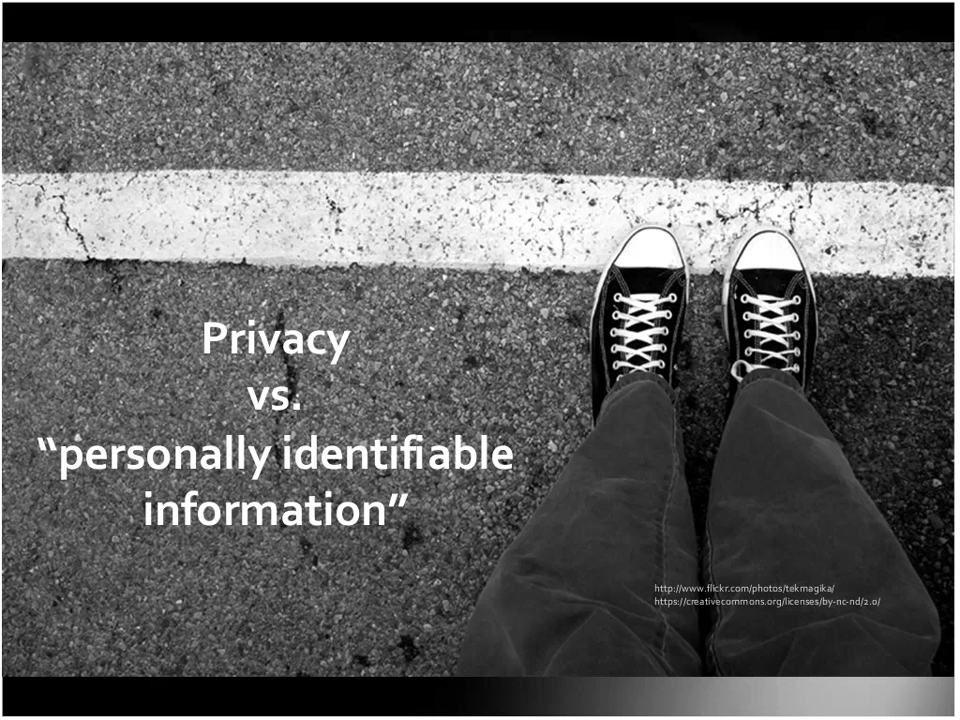 Privacy
vs.
“personally identifiable
information”
http://www.flickr.com/photos/tekmagika/
https://creativecommons.org/licenses/by-nc-nd/2.0/